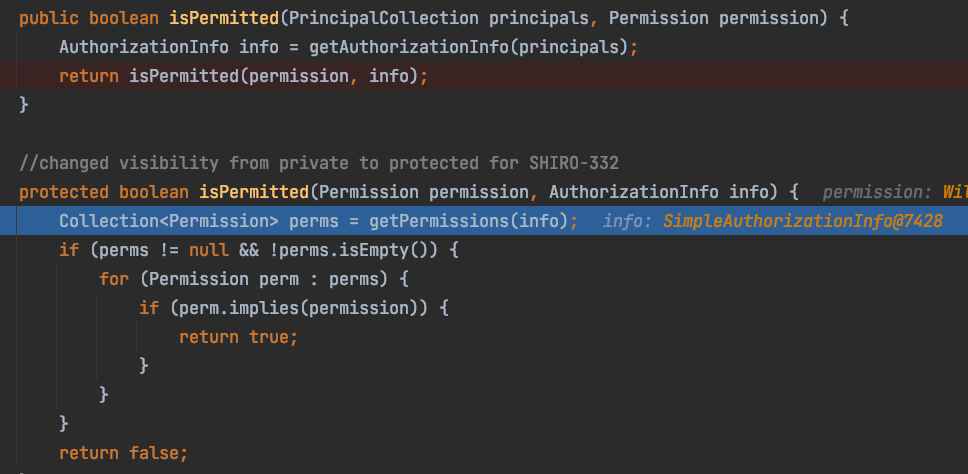 public boolean isPermitted(PrincipalCollection principals, Permission permission) {
    AuthorizationInfo info = getAuthorizationInfo(principals);
    return isPermitted(permission, info);
}
//changed visibility from private to protected for SHIRO-332
protected boolean isPermitted(Permission permission, AuthorizationInfo info) {  permission: Wil
    Collection<Permission> perms = getPermissions(info);  info: SimpleAuthorizationInfo@7428
    if (perms != null && !perms.isEmpty()) {
        for (Permission perm : perms) {
            if (perm.implies(permission)) {
                return true;
            }
        }
    }
    return false;